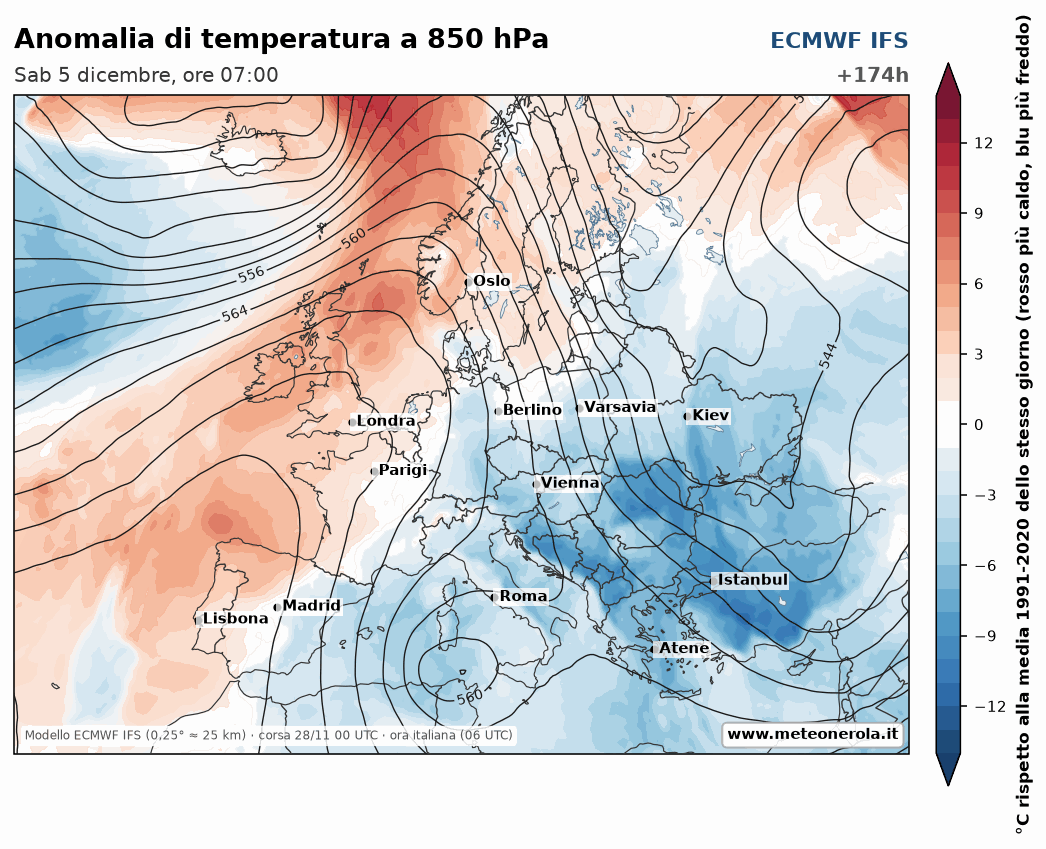 Anomalia di temperatura a 850 hPa
ECMWF IFS
Sab 5 dicembre, ore 07:00
+174h
560
556
564
544
Oslo
Berlino
Varsavia
Kiev
Londra
Parigi
Vienna
Istanbul
Roma
Madrid
Lisbona
Atene
560
Modello ECMWF IFS (0,25° ≈ 25 km) · corsa 28/11 00 UTC · ora italiana (06 UTC)
www.meteonerola.it
12
9
6
3
0
−3
−6
−9
−12
°C rispetto alla media 1991-2020 dello stesso giorno (rosso più caldo, blu più freddo)